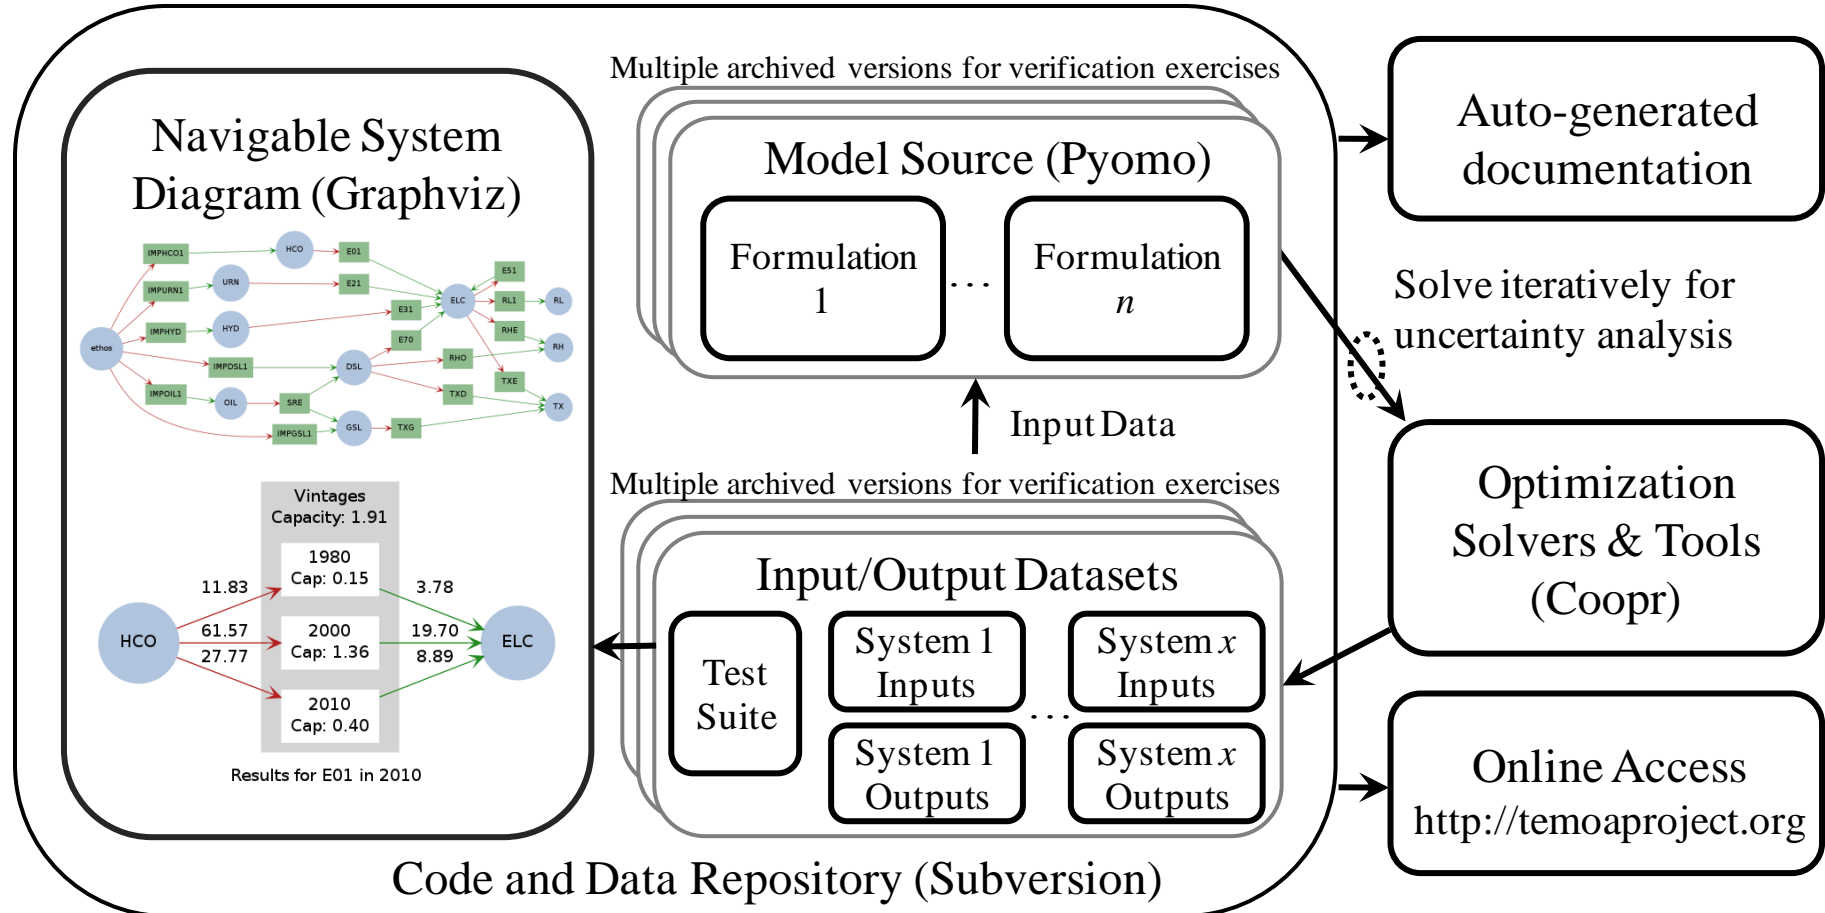 Multiple archived versions for verification exercises
Navigable System
Diagram (Graphviz)
IMPHCO1
HCO
E01
IMPURN1
URN
E21
IMPHYD
HYD
E31
ethos
E70
IMPDSL1
DSL
RHO
IMPOIL1
OIL
SRE
TXD
IMPGSL1
GSL
TXG
ELC
E51
RL1
RL
RHE
RH
TXE
TX
Vintages
Capacity: 1.91
1980
Cap: 0.15
2000
Cap: 1.36
2010
Cap: 0.40
11.83
61.57
27.77
3.78
19.70
8.89
HCO
ELC
Results for E01 in 2010
Model Source (Pyomo)
Formulation
1
...
Formulation
n
Input Data
Multiple archived versions for verification exercises
Input/Output Datasets
Test
Suite
System 1
Inputs
System x
Inputs
...
System 1
Outputs
System x
Outputs
Code and Data Repository (Subversion)
Auto-generated
documentation
Solve iteratively for
uncertainty analysis
Optimization
Solvers & Tools
(Coopr)
Online Access
http://temoaproject.org